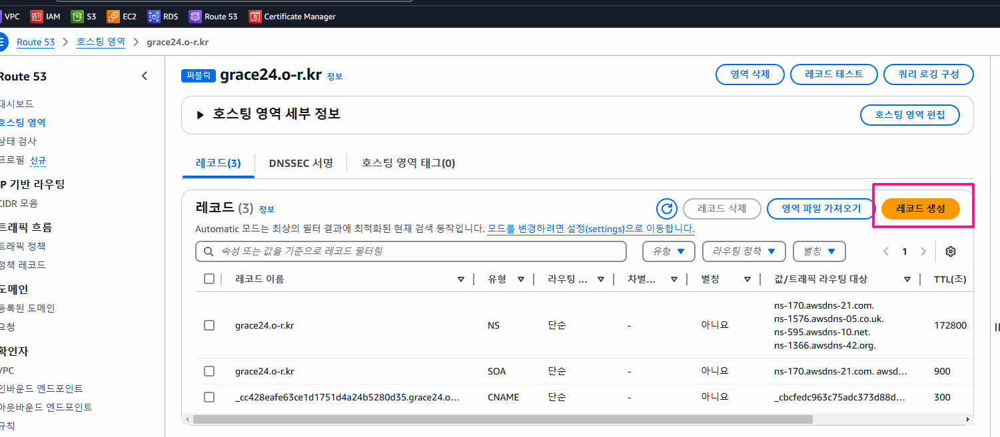 VPC IAM S3 EC2 RDS Route 53 Certificate Manager
Route 53 > 호스팅 영역 > grace24.o-r.kr
Route 53
대시보드
호스팅 영역
상태 검사
프로필 신규
IP 기반 라우팅
CIDR 모음
트래픽 흐름
트래픽 정책
정책 레코드
도메인
등록된 도메인
요청
확인자
VPC
인바운드 엔드포인트
아웃바운드 엔드포인트
규칙
퍼블릭 grace24.o-r.kr 정보
영역 삭제 레코드 테스트 쿼리 로깅 구성
호스팅 영역 세부 정보 호스팅 영역 편집
레코드(3) DNSSEC 서명 호스팅 영역 태그(0)
레코드 (3) 정보 레코드 삭제 영역 파일 가져오기 레코드 생성
Automatic 모드는 최상의 필터 결과에 최적화된 현재 검색 동작입니다. 모드를 변경하려면 설정(settings)으로 이동합니다.
속성 또는 값을 기준으로 레코드 필터링 유형 라우팅 정책 별칭 1
레코드 이름 유형 라우팅 ... 차별... 별칭 값/트래픽 라우팅 대상 TTL(초)
grace24.o-r.kr NS 단순 - 아니요 ns-170.awsdns-21.com. 172800
ns-1576.awsdns-05.co.uk.
ns-595.awsdns-10.net.
ns-1366.awsdns-42.org.
grace24.o-r.kr SOA 단순 - 아니요 ns-170.awsdns-21.com. awsd... 900
_cc428eafe63ce1d1751d4a24b5280d35.grace24.o... CNAME 단순 - 아니요 _cbcfedc963c75adc373d88d... 300